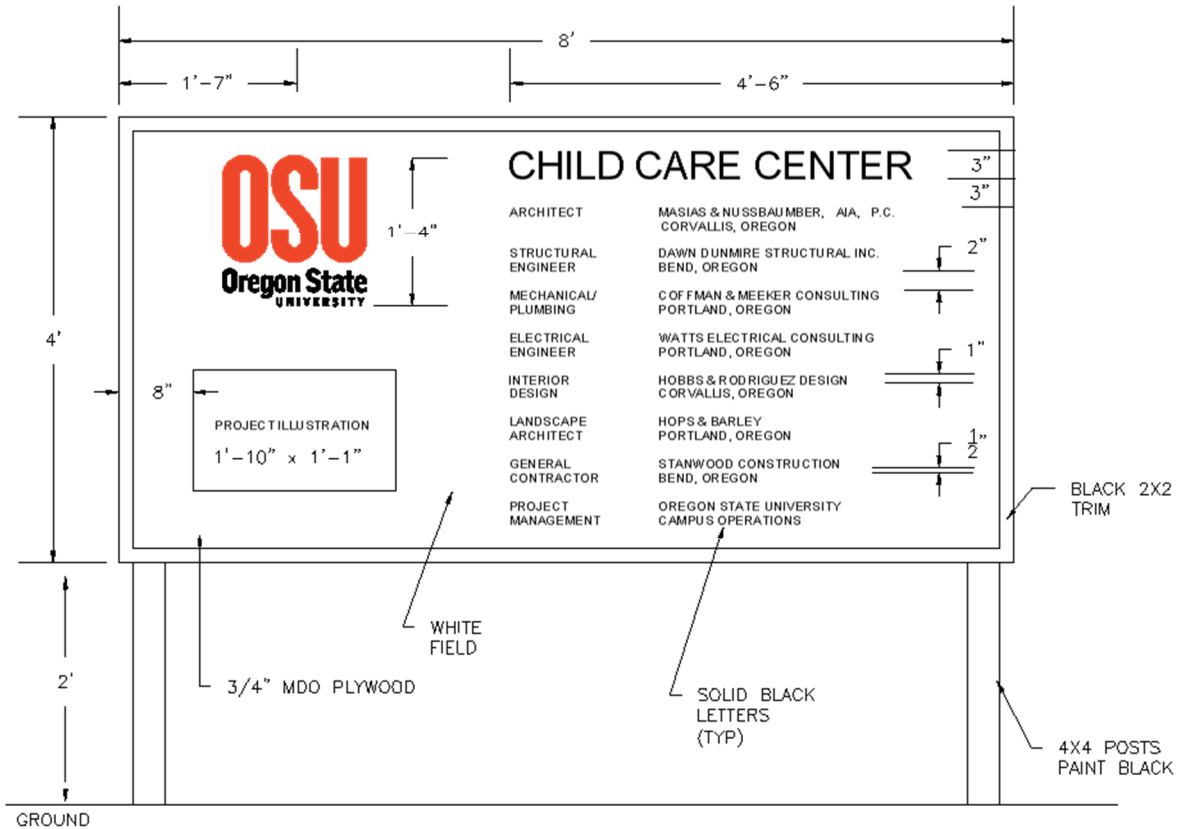 8'
1'-7"
4'-6"
OSU
Oregon State
UNIVERSITY
1'-4"
CHILD CARE CENTER
3"
3"
ARCHITECT MASIAS & NUSSBAUMBER, AIA, P.C.
CORVALLIS, OREGON
2"
STRUCTURAL DAWN DUNMIRE STRUCTURAL INC.
ENGINEER BEND, OREGON
MECHANICAL/ COFFMAN & MEEKER CONSULTING
PLUMBING PORTLAND, OREGON
4'
ELECTRICAL WATTS ELECTRICAL CONSULTING
ENGINEER PORTLAND, OREGON
1"
INTERIOR HOBBS & RODRIGUEZ DESIGN
DESIGN CORVALLIS, OREGON
8"
PROJECT ILLUSTRATION
1'-10" x 1'-1"
LANDSCAPE HOPS & BARLEY
ARCHITECT PORTLAND, OREGON
1/2"
GENERAL STANWOOD CONSTRUCTION
CONTRACTOR BEND, OREGON
PROJECT OREGON STATE UNIVERSITY
MANAGEMENT CAMPUS OPERATIONS
BLACK 2X2
TRIM
WHITE
FIELD
2'
3/4" MDO PLYWOOD
SOLID BLACK
LETTERS
(TYP)
4X4 POSTS
PAINT BLACK
GROUND